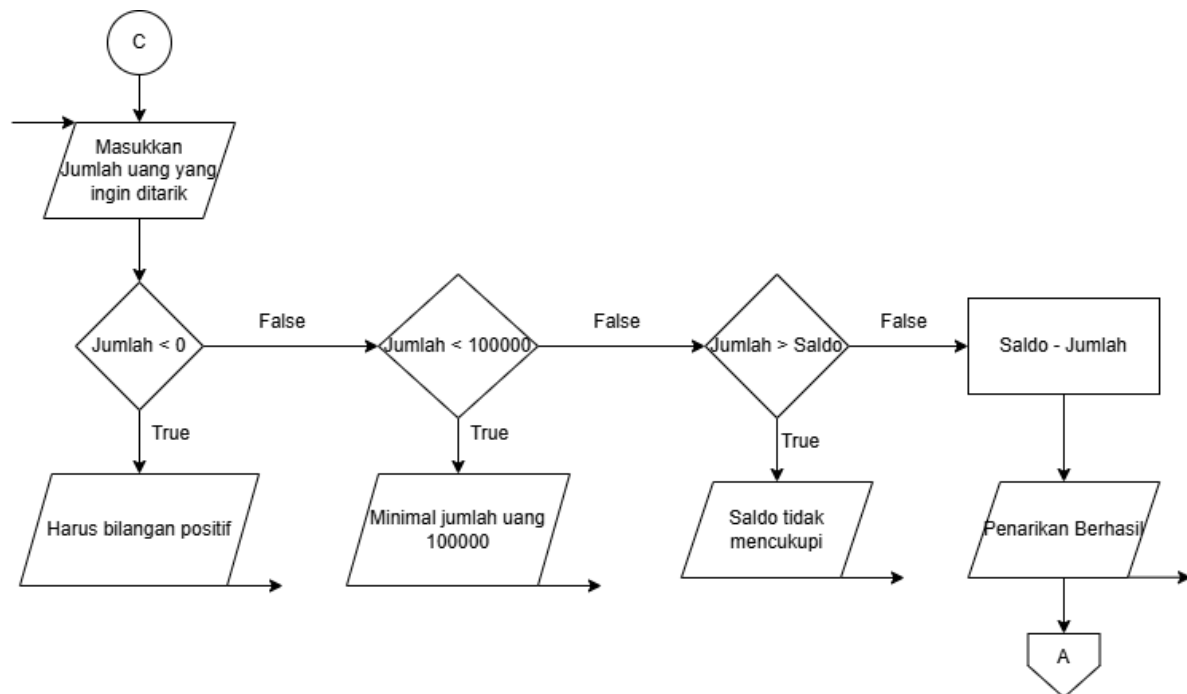 C
Masukkan
Jumlah uang yang
ingin ditarik
Jumlah < 0
False
Jumlah < 100000
False
Jumlah > Saldo
False
Saldo - Jumlah
True
True
True
Harus bilangan positif
Minimal jumlah uang
100000
Saldo tidak
mencukupi
Penarikan Berhasil
A